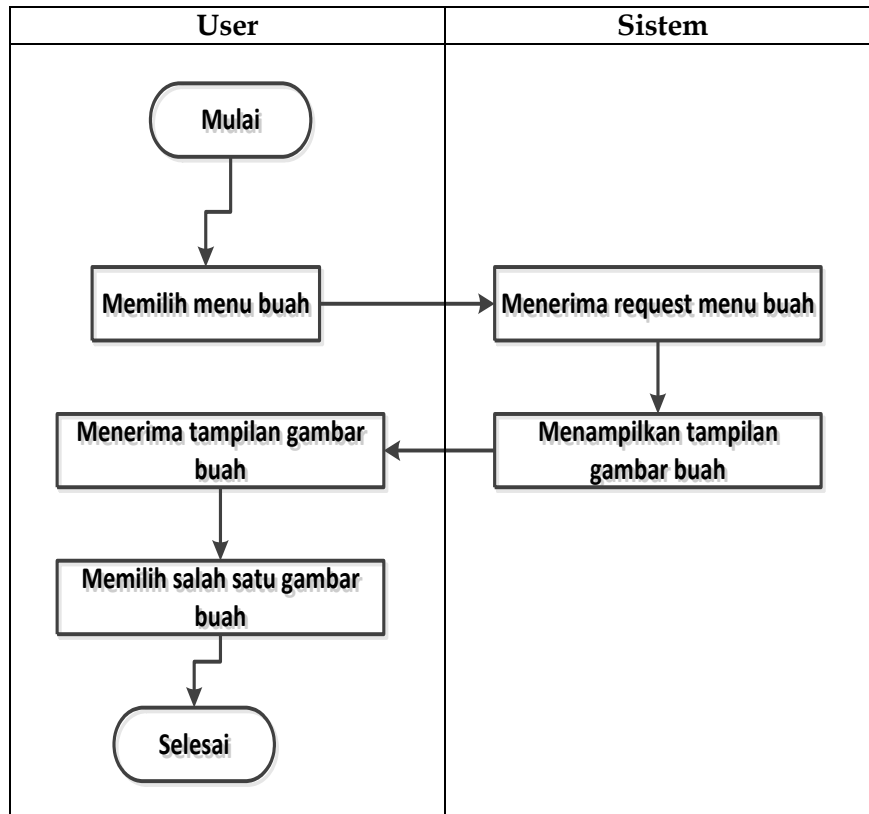 User
Sistem
Mulai
Memilih menu buah
Menerima request menu buah
Menerima tampilan gambar
buah
Menampilkan tampilan
gambar buah
Memilih salah satu gambar
buah
Selesai